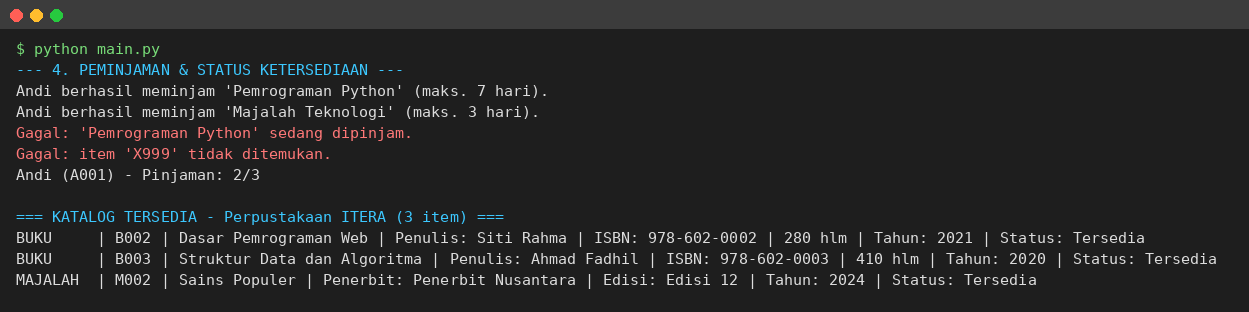 $ python main.py
--- 4. PEMINJAMAN & STATUS KETERSEDIAAN ---
Andi berhasil meminjam 'Pemrograman Python' (maks. 7 hari).
Andi berhasil meminjam 'Majalah Teknologi' (maks. 3 hari).
Gagal: 'Pemrograman Python' sedang dipinjam.
Gagal: item 'X999' tidak ditemukan.
Andi (A001) - Pinjaman: 2/3
=== KATALOG TERSEDIA - Perpustakaan ITERA (3 item) ===
BUKU     | B002 | Dasar Pemrograman Web | Penulis: Siti Rahma | ISBN: 978-602-0002 | 280 hlm | Tahun: 2021 | Status: Tersedia
BUKU     | B003 | Struktur Data dan Algoritma | Penulis: Ahmad Fadhil | ISBN: 978-602-0003 | 410 hlm | Tahun: 2020 | Status: Tersedia
MAJALAH  | M002 | Sains Populer | Penerbit: Penerbit Nusantara | Edisi: Edisi 12 | Tahun: 2024 | Status: Tersedia